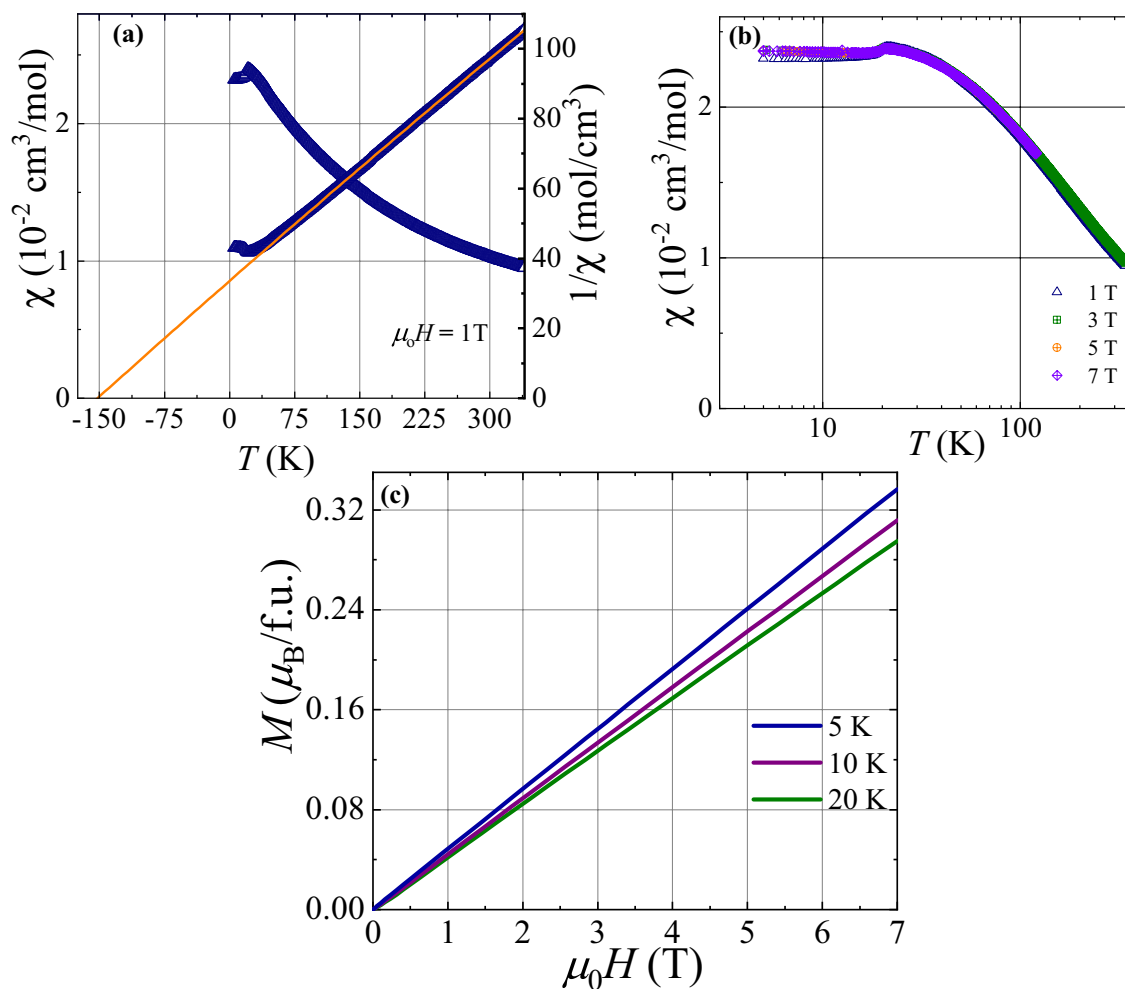 (a)
χ (10⁻² cm³/mol)
2
1
0
1/χ (mol/cm³)
100
80
60
40
20
0
μₒH = 1T
-150 -75 0 75 150 225 300
T (K)
(b)
χ (10⁻² cm³/mol)
2
1
0
1 T
3 T
5 T
7 T
10 100
T (K)
(c)
M (μ_B/f.u.)
0.32
0.24
0.16
0.08
0.00
5 K
10 K
20 K
0 1 2 3 4 5 6 7
μ₀H (T)